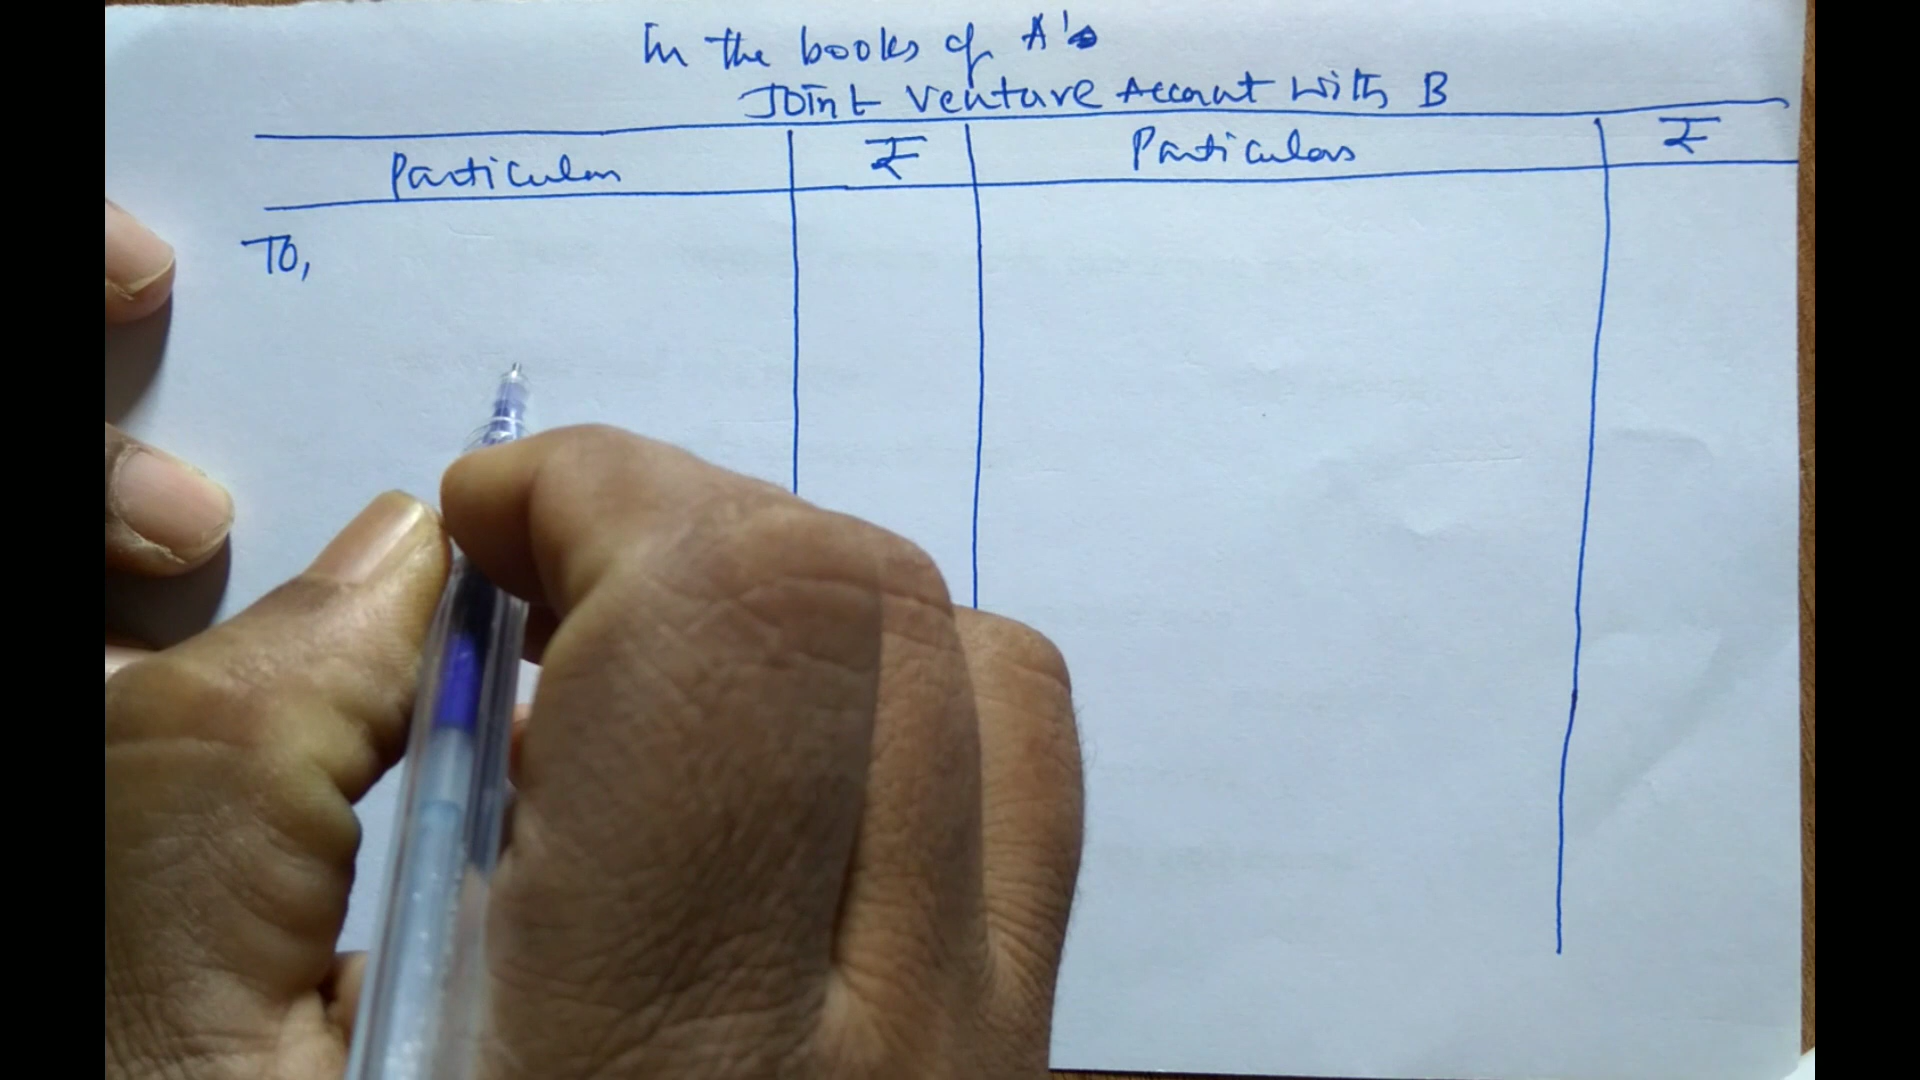 In the books of A's
Joint Venture Account with B
Particulars ₹ Particulars ₹
To,